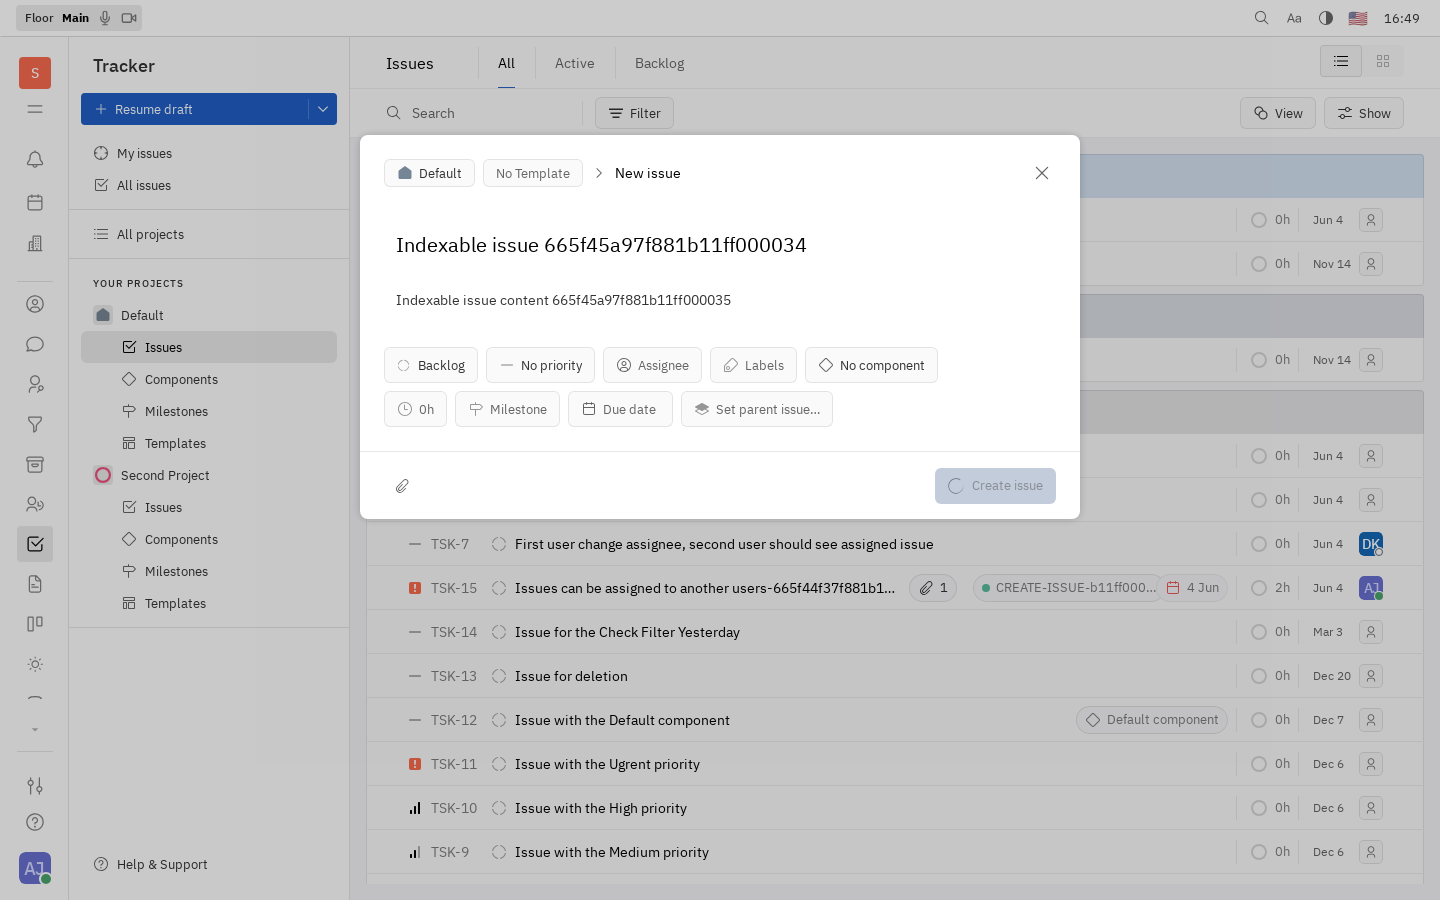 Floor Main
Aa
16:49
S
Tracker
Resume draft
My issues
All issues
All projects
YOUR PROJECTS
Default
Issues
Components
Milestones
Templates
Second Project
Issues
Components
Milestones
Templates
Help & Support
AJ
Issues
All
Active
Backlog
Search
Filter
View
Show
Default
No Template
New issue
Indexable issue 665f45a97f881b11ff000034
Indexable issue content 665f45a97f881b11ff000035
Backlog
No priority
Assignee
Labels
No component
0h
Milestone
Due date
Set parent issue...
Create issue
0h Jun 4
0h Nov 14
0h Nov 14
0h Jun 4
0h Jun 4
TSK-7 First user change assignee, second user should see assigned issue 0h Jun 4 DK
TSK-15 Issues can be assigned to another users-665f44f37f881b1... 1 CREATE-ISSUE-b11ff000... 4 Jun 2h Jun 4 AJ
TSK-14 Issue for the Check Filter Yesterday 0h Mar 3
TSK-13 Issue for deletion 0h Dec 20
TSK-12 Issue with the Default component Default component 0h Dec 7
TSK-11 Issue with the Ugrent priority 0h Dec 6
TSK-10 Issue with the High priority 0h Dec 6
TSK-9 Issue with the Medium priority 0h Dec 6